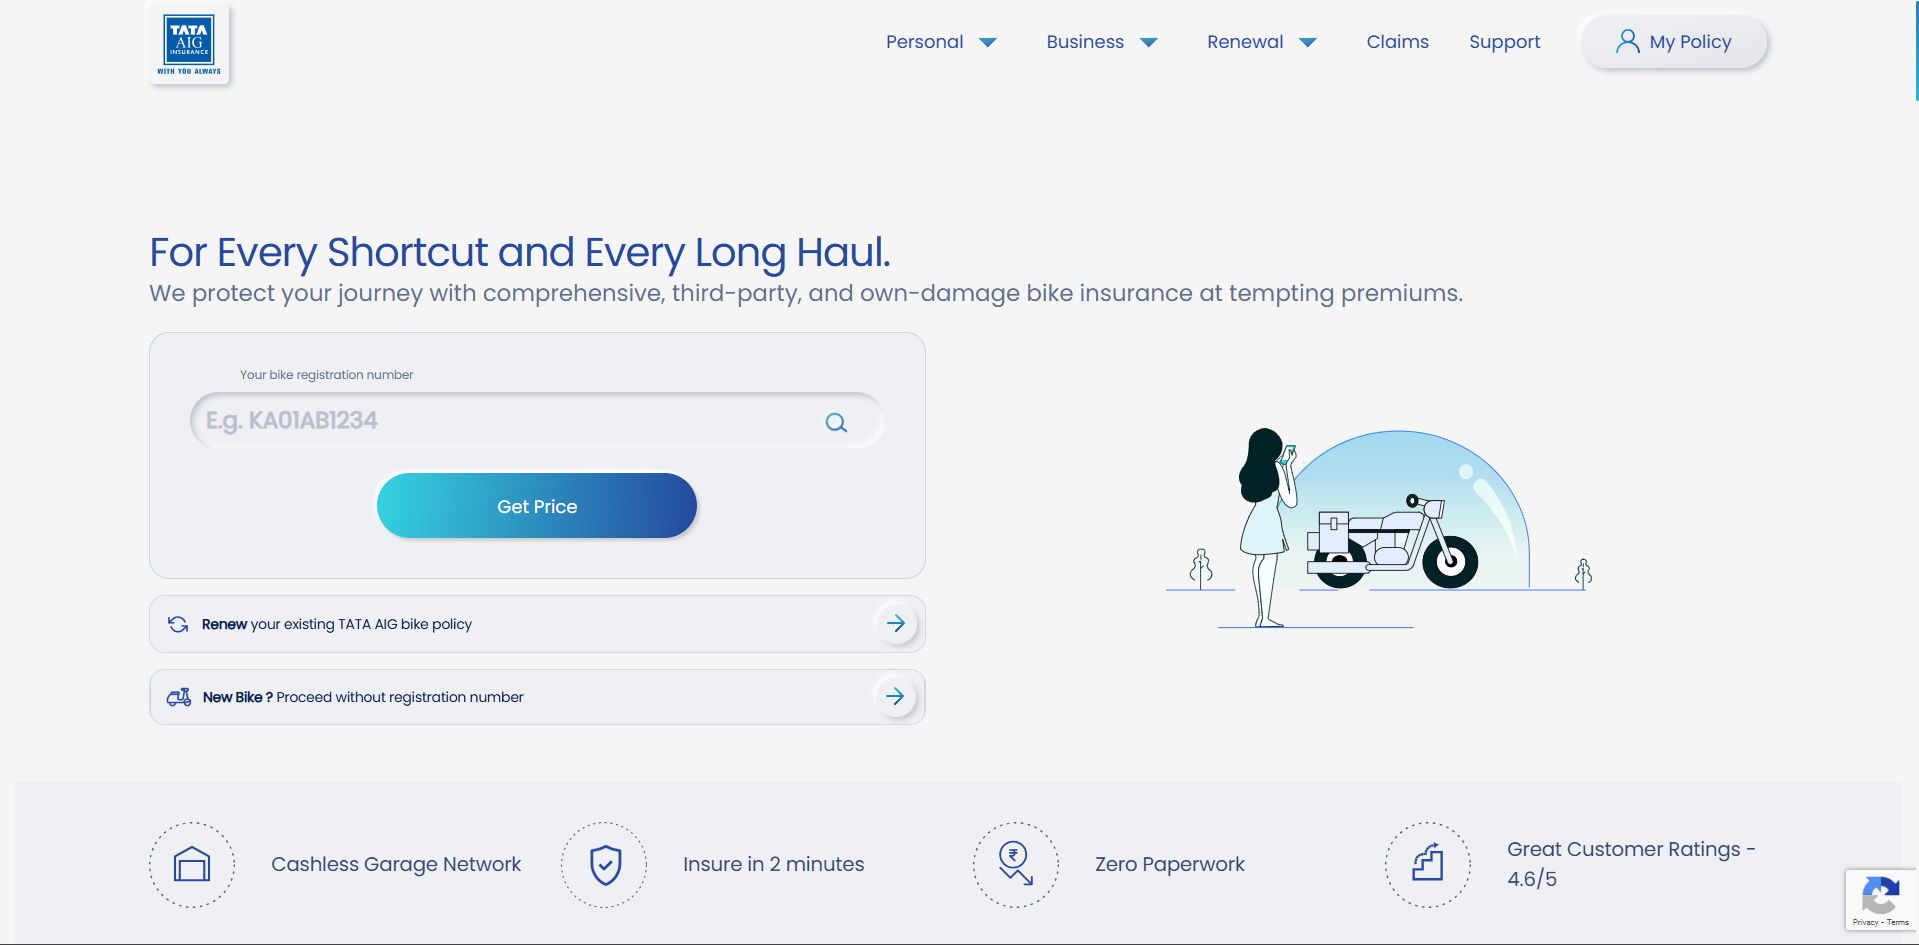 TATA
AIG
INSURANCE
WITH YOU ALWAYS
Personal
Business
Renewal
Claims
Support
My Policy
For Every Shortcut and Every Long Haul.
We protect your journey with comprehensive, third-party, and own-damage bike insurance at tempting premiums.
Your bike registration number
E.g. KA01AB1234
Get Price
Renew your existing TATA AIG bike policy
New Bike ? Proceed without registration number
Cashless Garage Network
Insure in 2 minutes
₹
Zero Paperwork
Great Customer Ratings -
4.6/5
Privacy - Terms